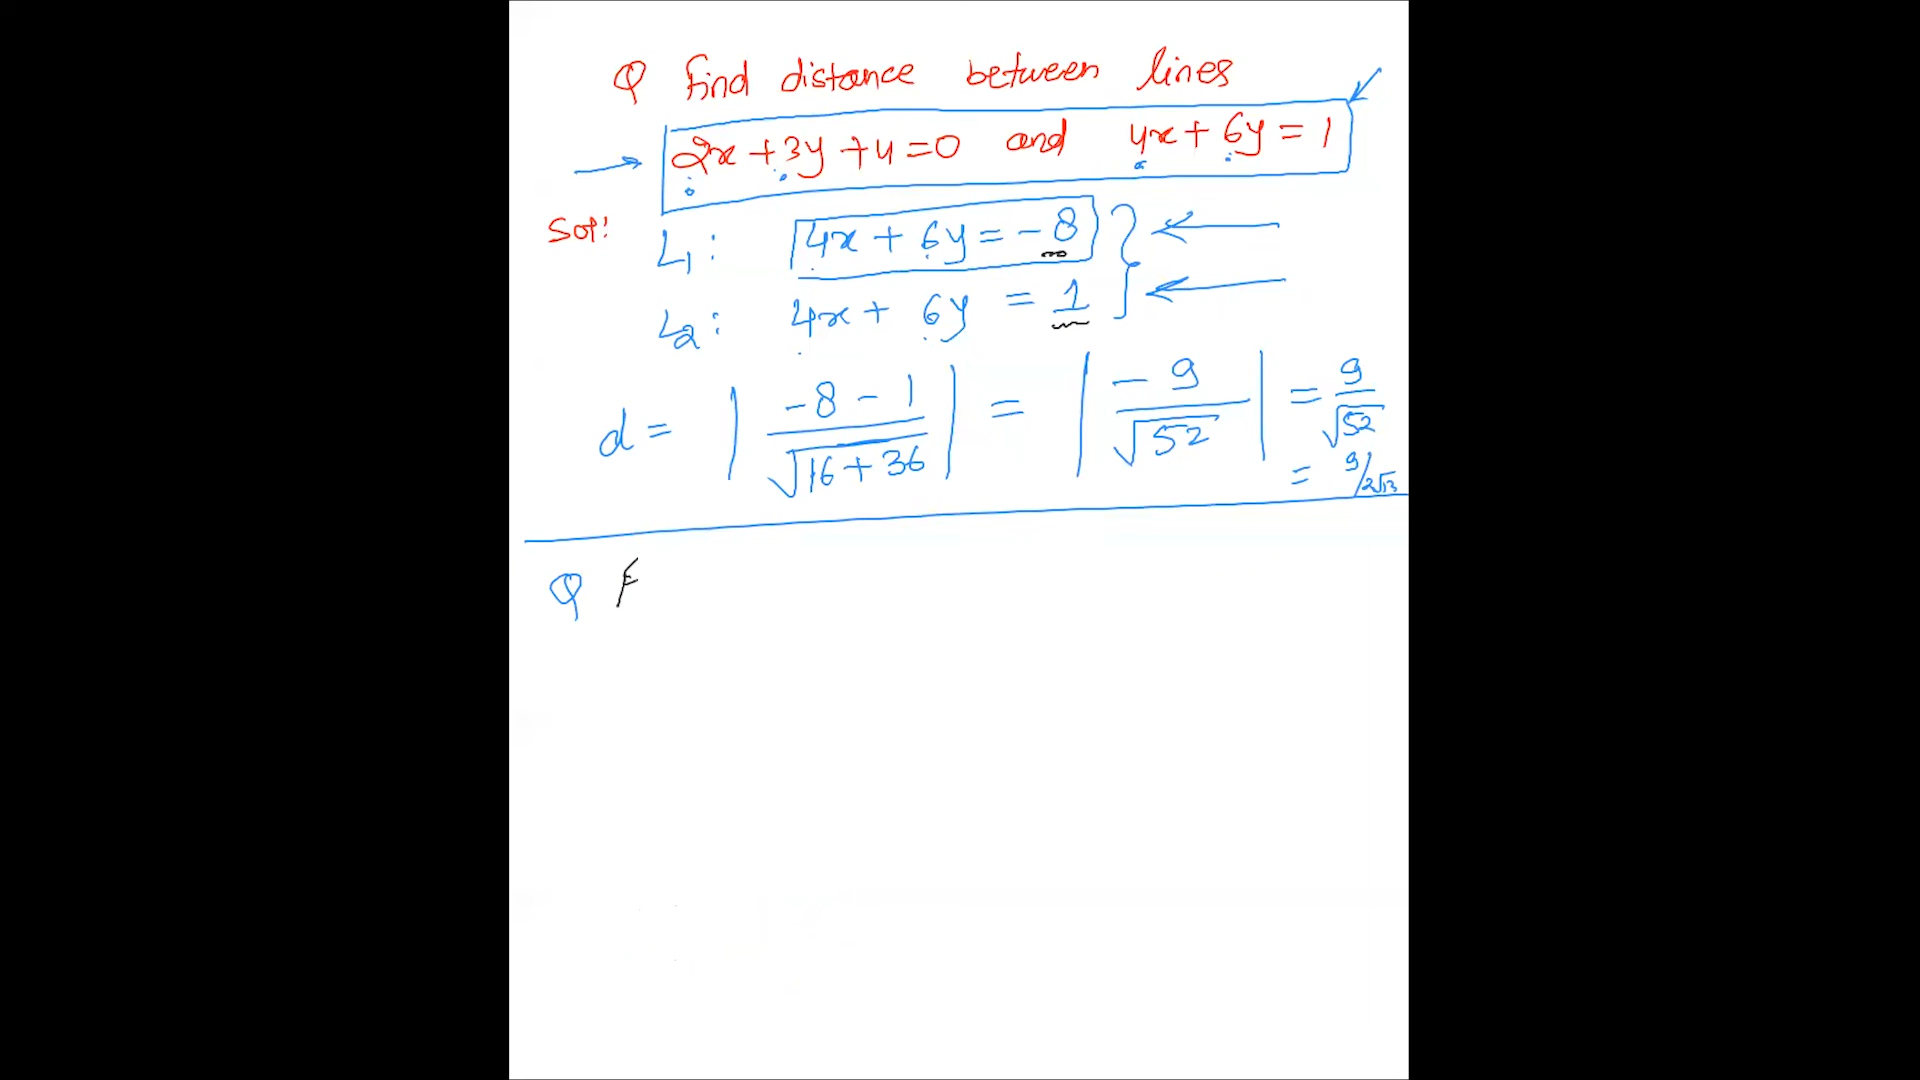 Q Find distance between lines
2x + 3y + 4 = 0 and 4x + 6y = 1
Sol:
L1: 4x + 6y = -8
L2: 4x + 6y = 1
d = | (-8 - 1) / √(16 + 36) | = | -9 / √52 | = 9 / √52
= 9/2√13
Q F